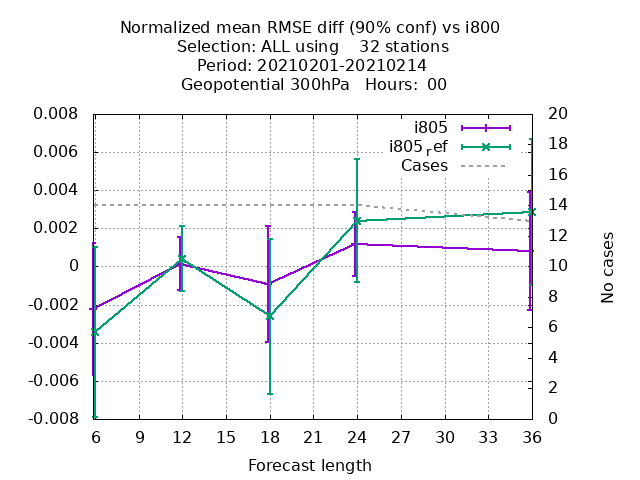 Normalized mean RMSE diff (90% conf) vs i800
Selection: ALL using    32 stations
Period: 20210201-20210214
Geopotential 300hPa   Hours:  00
i805
i805ref
Cases
0.008
0.006
0.004
0.002
0
-0.002
-0.004
-0.006
-0.008
20
18
16
14
12
10
8
6
4
2
0
No cases
6 9 12 15 18 21 24 27 30 33 36
Forecast length